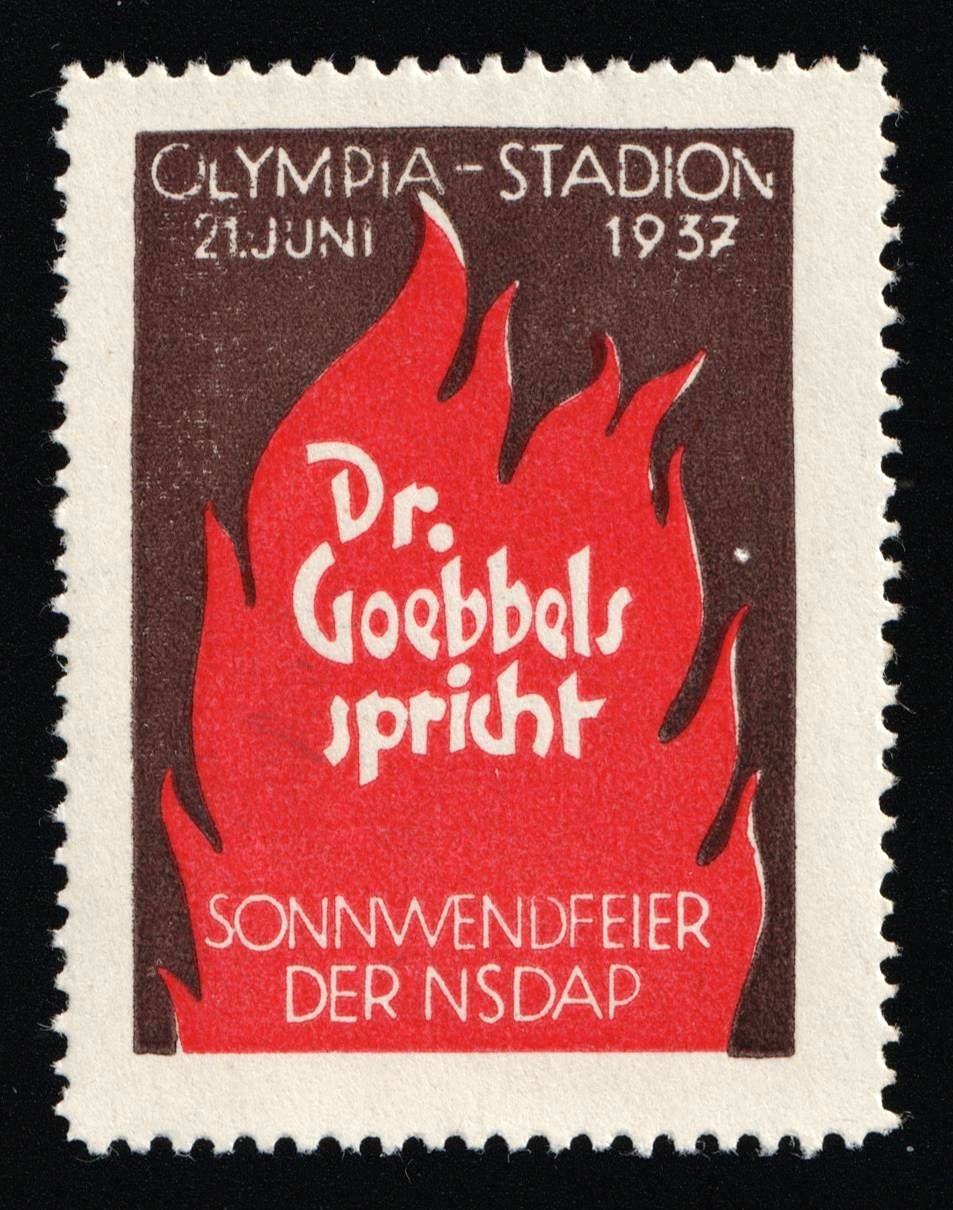 OLYMPIA-STADION
21.JUNI 1937
Dr.
Goebbels
spricht
SONNWENDFEIER
DER NSDAP